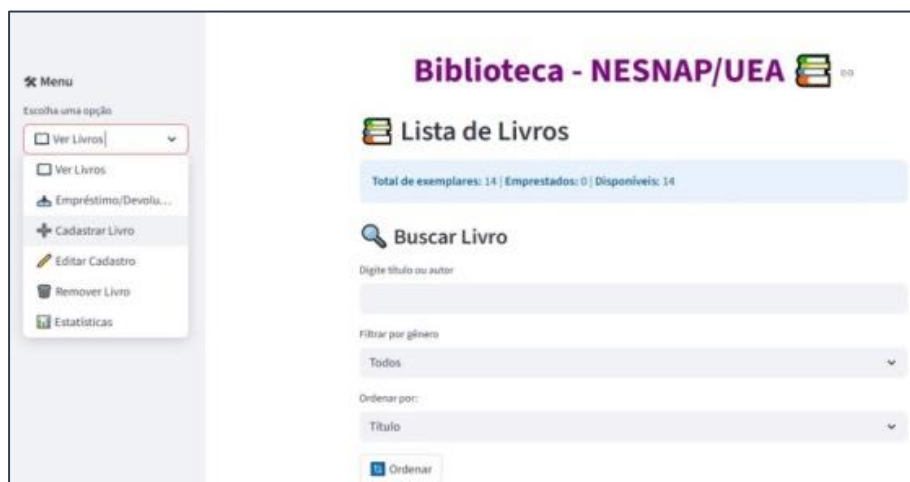 Menu
Escolha uma opção
Ver Livros
Ver Livros
Empréstimo/Devolu...
Cadastrar Livro
Editar Cadastro
Remover Livro
Estatísticas
Biblioteca - NESNAP/UEA
Lista de Livros
Total de exemplares: 14 | Emprestados: 0 | Disponíveis: 14
Buscar Livro
Digite título ou autor
Filtrar por gênero
Todos
Ordenar por:
Título
Ordenar